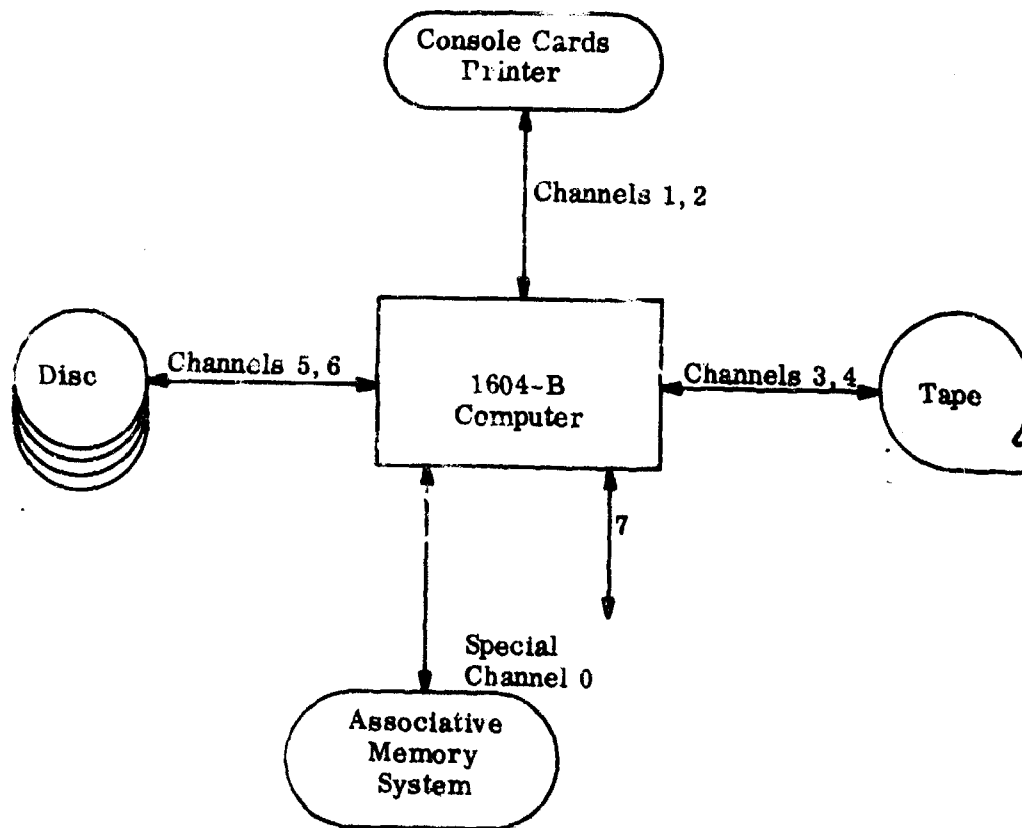 Console Cards
Printer
Channels 1, 2
Disc
Channels 5, 6
1604-B
Computer
Channels 3, 4
Tape
7
Special
Channel 0
Associative
Memory
System